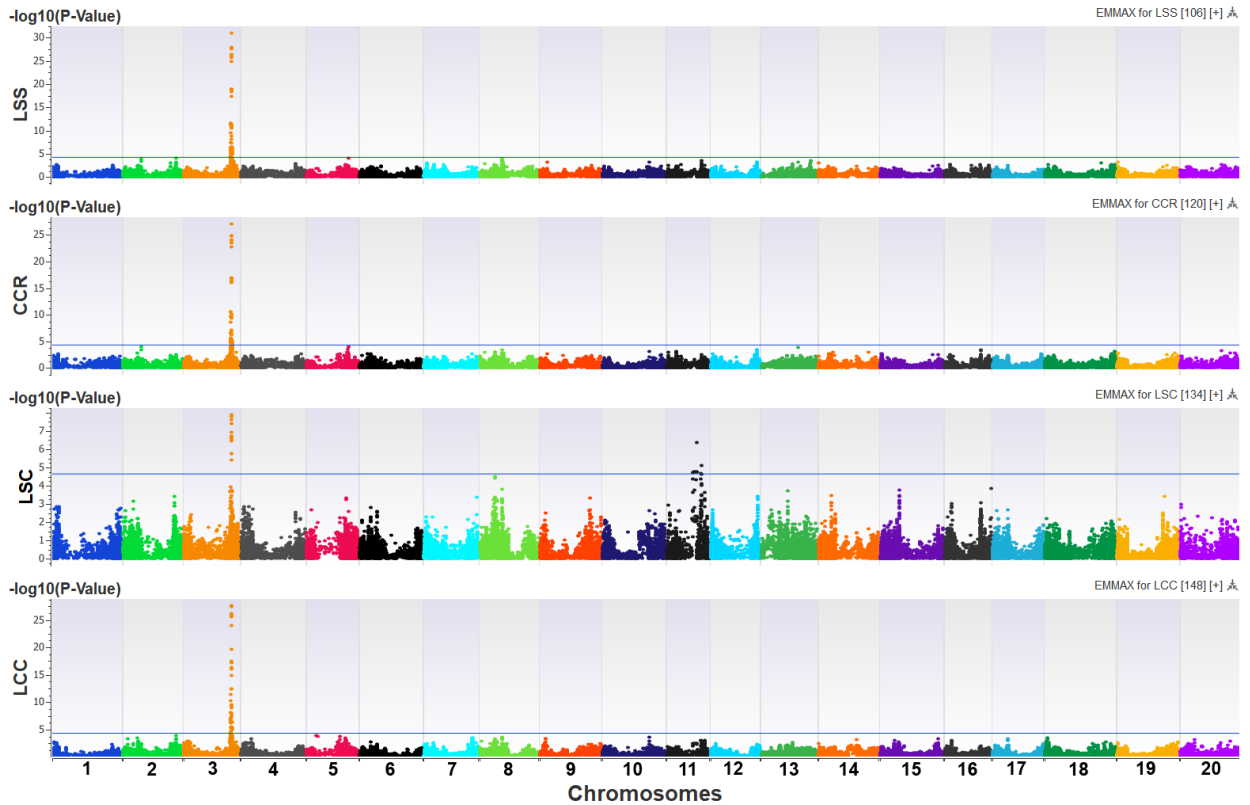 -log10(P-Value) EMMAX for LSS [106] [+]
30
25
20
15
10
5
0
LSS
-log10(P-Value) EMMAX for CCR [120] [+]
25
20
15
10
5
0
CCR
-log10(P-Value) EMMAX for LSC [134] [+]
7
6
5
4
3
2
1
0
LSC
-log10(P-Value) EMMAX for LCC [148] [+]
25
20
15
10
5
LCC
1 2 3 4 5 6 7 8 9 10 11 12 13 14 15 16 17 18 19 20
Chromosomes